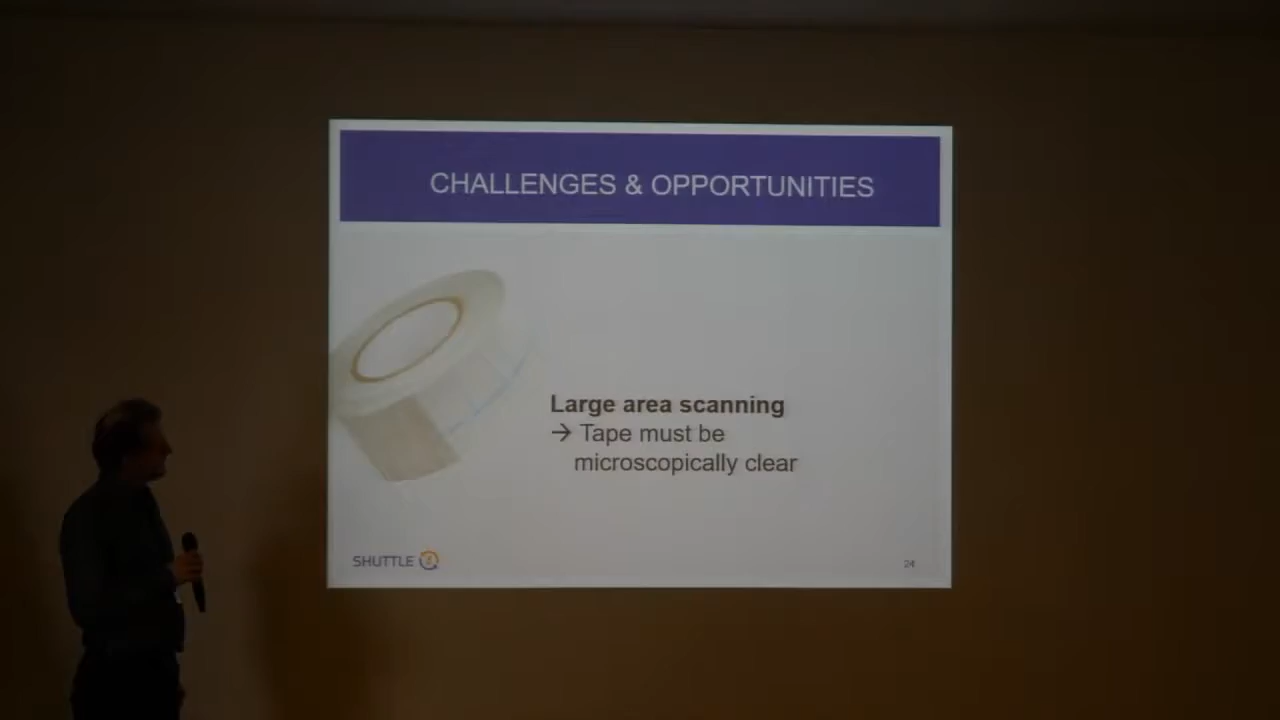 CHALLENGES & OPPORTUNITIES
Large area scanning
→ Tape must be
microscopically clear
SHUTTLE
24